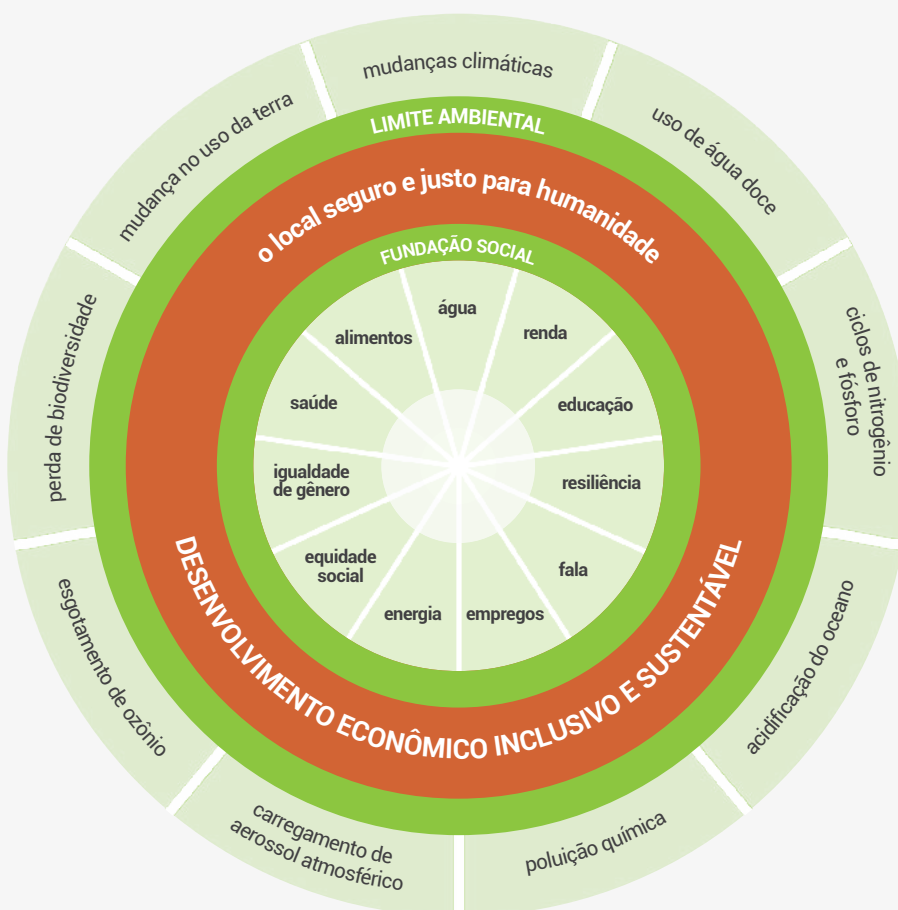 mudanças climáticas
uso de água doce
ciclos de nitrogênio
e fósforo
acidificação do oceano
poluição química
carregamento de
aerossol atmosférico
esgotamento de ozônio
perda de biodiversidade
mudança no uso da terra
LIMITE AMBIENTAL
o local seguro e justo para humanidade
FUNDAÇÃO SOCIAL
água
renda
educação
resiliência
fala
empregos
energia
equidade
social
igualdade
de gênero
saúde
alimentos
DESENVOLVIMENTO ECONÔMICO INCLUSIVO E SUSTENTÁVEL